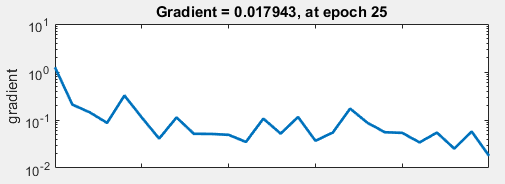 Gradient = 0.017943, at epoch 25
gradient
10^1
10^0
10^-1
10^-2